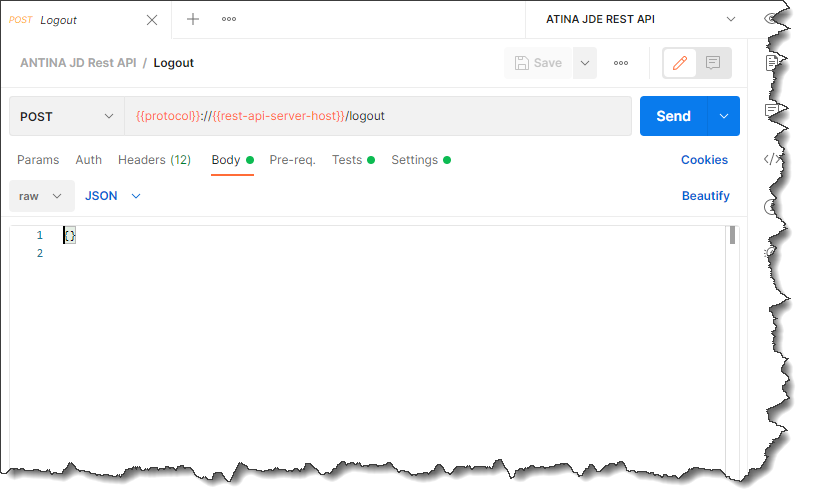 POST Logout
ATINA JDE REST API
ANTINA JD Rest API / Logout
Save
POST
{{protocol}}://{{rest-api-server-host}}/logout
Send
Params Auth Headers (12) Body Pre-req. Tests Settings Cookies
raw JSON Beautify
1 {}
2